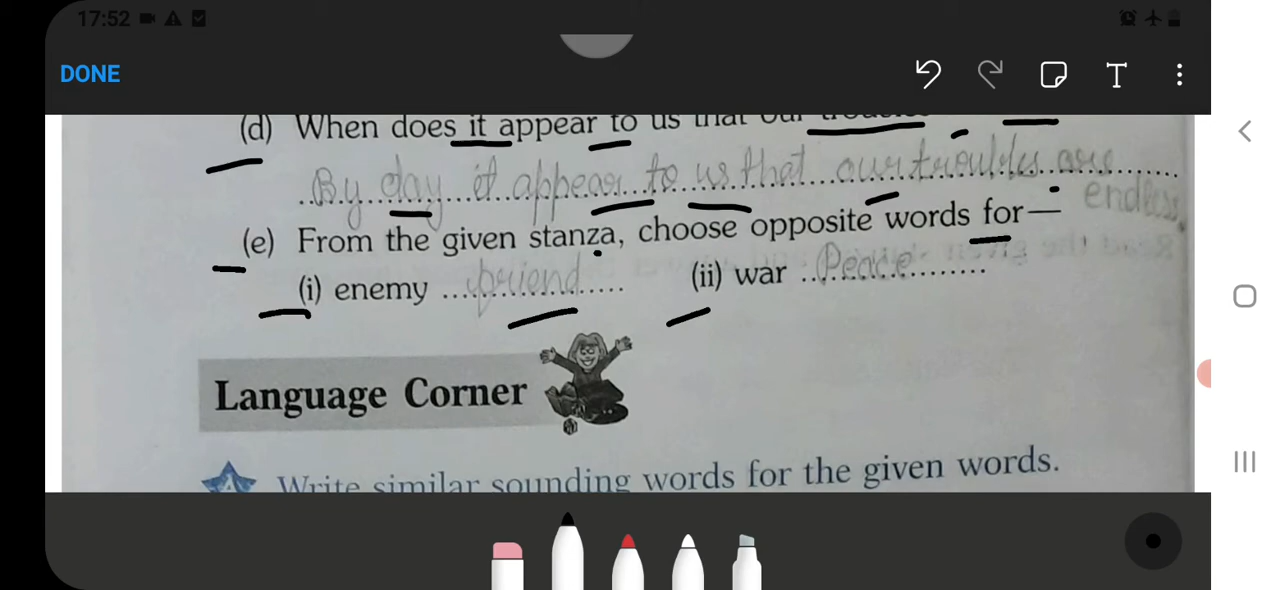 17:52
DONE
T
(d) When does it appear to us that our
By day it appear to us that our troubles are
endless.
(e) From the given stanza, choose opposite words for—
(i) enemy ..... friend ..... (ii) war ..... Peace .....
Language Corner
A Write similar sounding words for the given words.